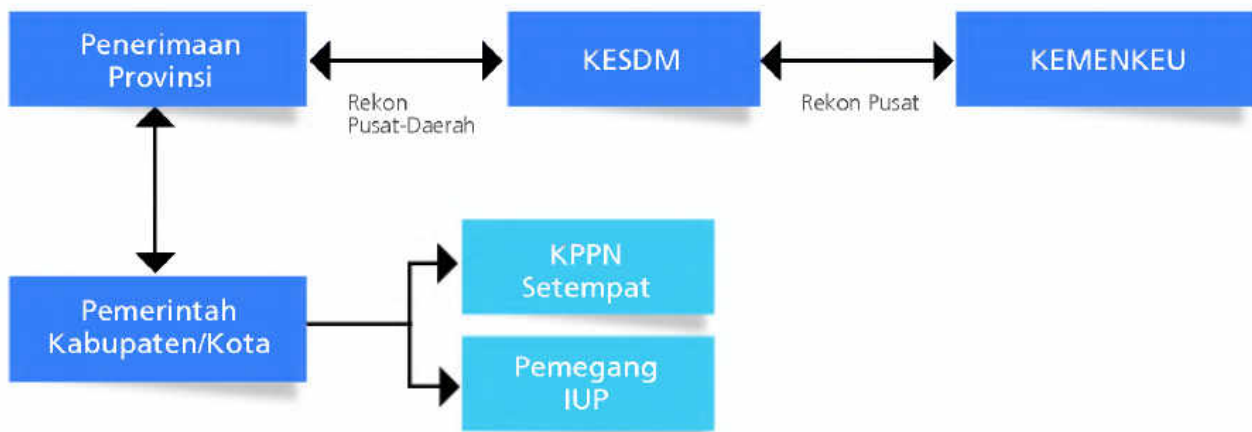 Penerimaan
Provinsi
KESDM
KEMENKEU
Rekon
Pusat-Daerah
Rekon Pusat
KPPN
Setempat
Pemerintah
Kabupaten/Kota
Pemegang
IUP